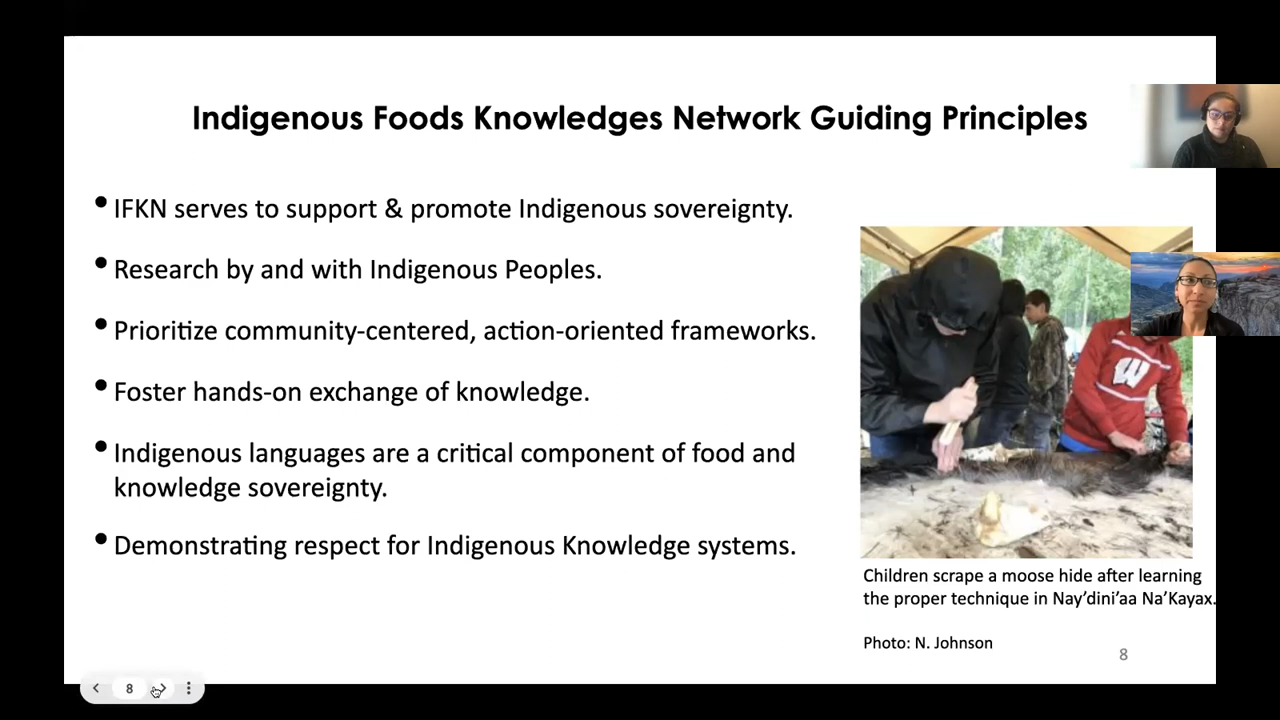 Indigenous Foods Knowledges Network Guiding Principles
• IFKN serves to support & promote Indigenous sovereignty.
• Research by and with Indigenous Peoples.
• Prioritize community-centered, action-oriented frameworks.
• Foster hands-on exchange of knowledge.
• Indigenous languages are a critical component of food and
knowledge sovereignty.
• Demonstrating respect for Indigenous Knowledge systems.
W
Children scrape a moose hide after learning
the proper technique in Nay’dini’aa Na’Kayax.
Photo: N. Johnson
8
8